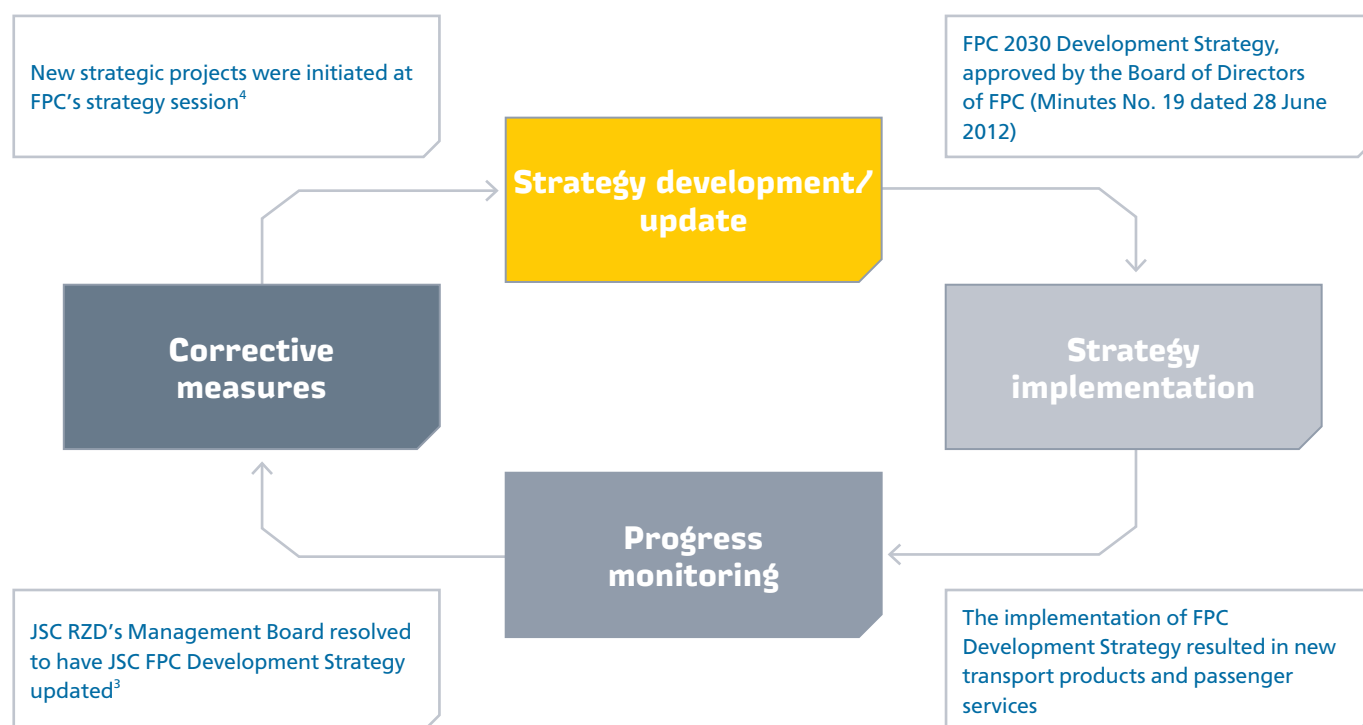 New strategic projects were initiated at
FPC's strategy session4
FPC 2030 Development Strategy,
approved by the Board of Directors
of FPC (Minutes No. 19 dated 28 June
2012)
Strategy development/
update
Corrective
measures
Strategy
implementation
Progress
monitoring
JSC RZD's Management Board resolved
to have JSC FPC Development Strategy
updated3
The implementation of FPC
Development Strategy resulted in new
transport products and passenger
services